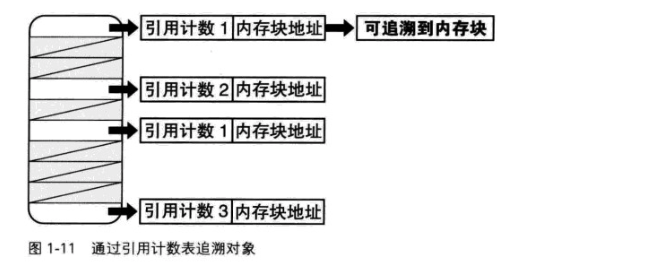 引用计数 1 内存块地址 可追溯到内存块
引用计数 2 内存块地址
引用计数 1 内存块地址
引用计数 3 内存块地址
图 1-11 通过引用计数表追溯对象